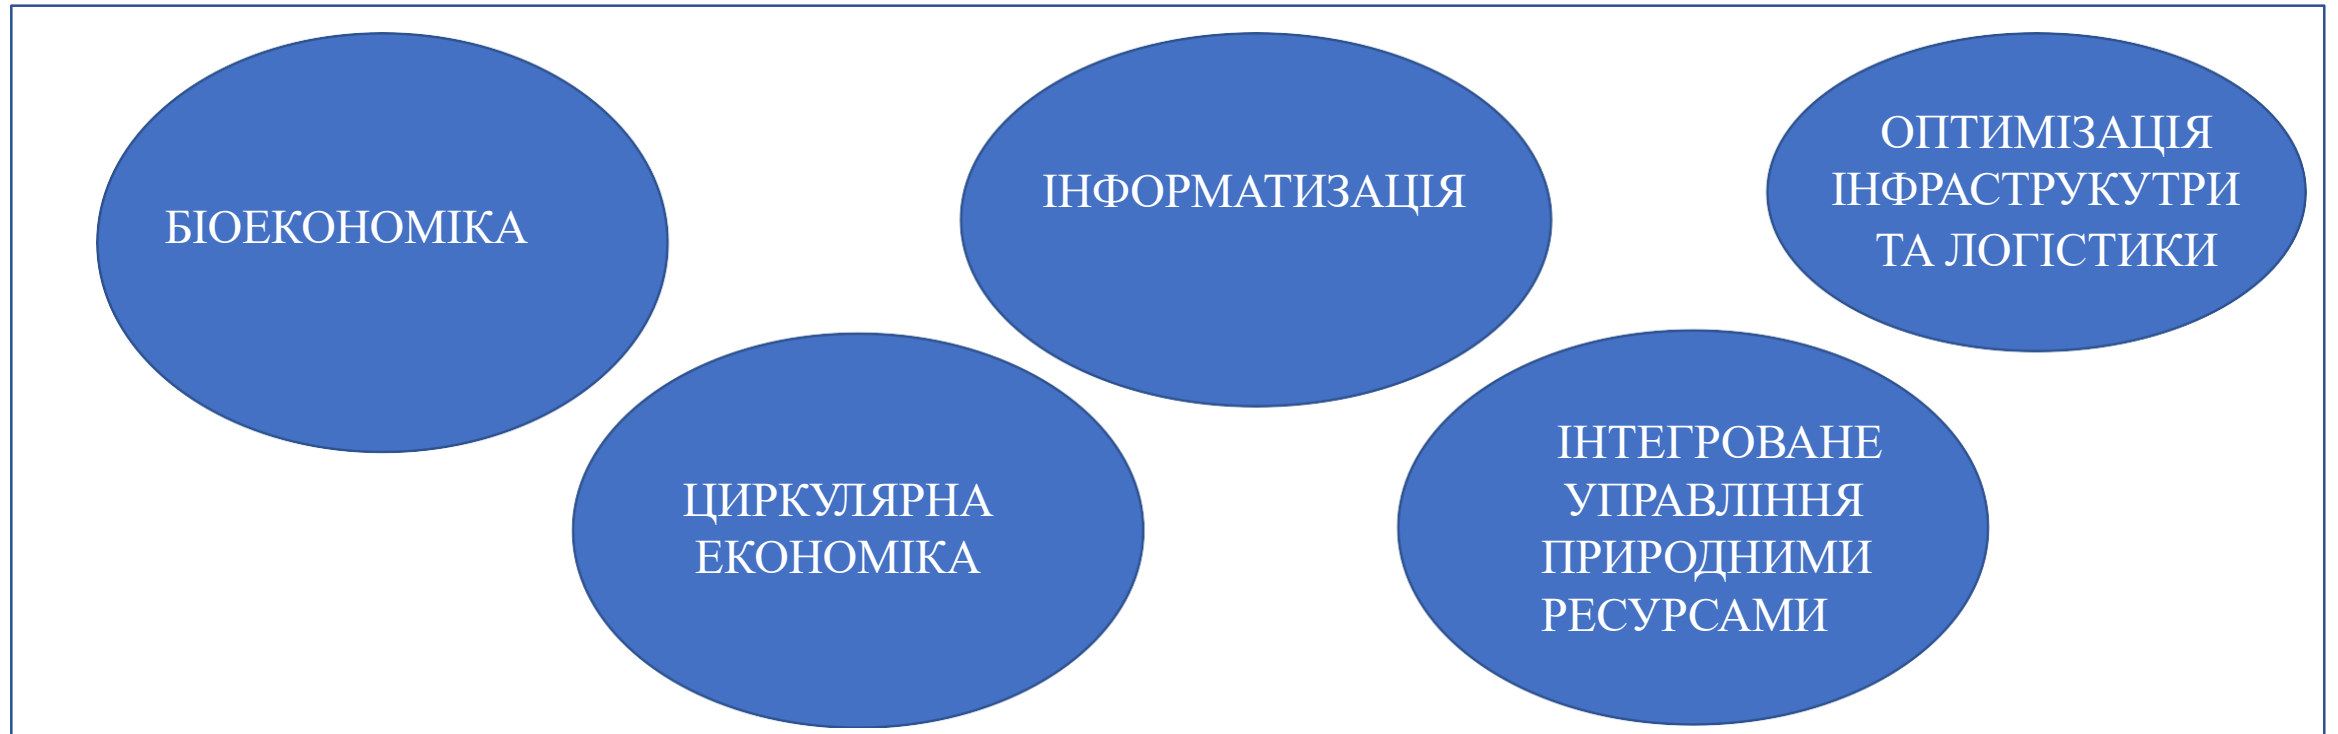 БІОЕКОНОМІКА
ІНФОРМАТИЗАЦІЯ
ОПТИМІЗАЦІЯ
ІНФРАСТРУКУТРИ
ТА ЛОГІСТИКИ
ЦИРКУЛЯРНА
ЕКОНОМІКА
ІНТЕГРОВАНЕ
УПРАВЛІННЯ
ПРИРОДНИМИ
РЕСУРСАМИ